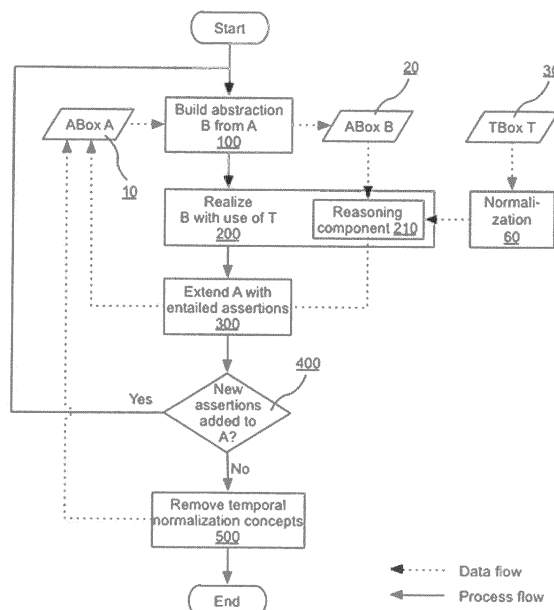 Start
20
30
ABox A
Build abstraction
B from A
100
ABox B
TBox T
10
Realize
B with use of T
200
Reasoning
component 210
Normali-
zation
60
Extend A with
entailed assertions
300
400
Yes
New
assertions
added to
A?
No
Remove temporal
normalization concepts
500
Data flow
End
Process flow